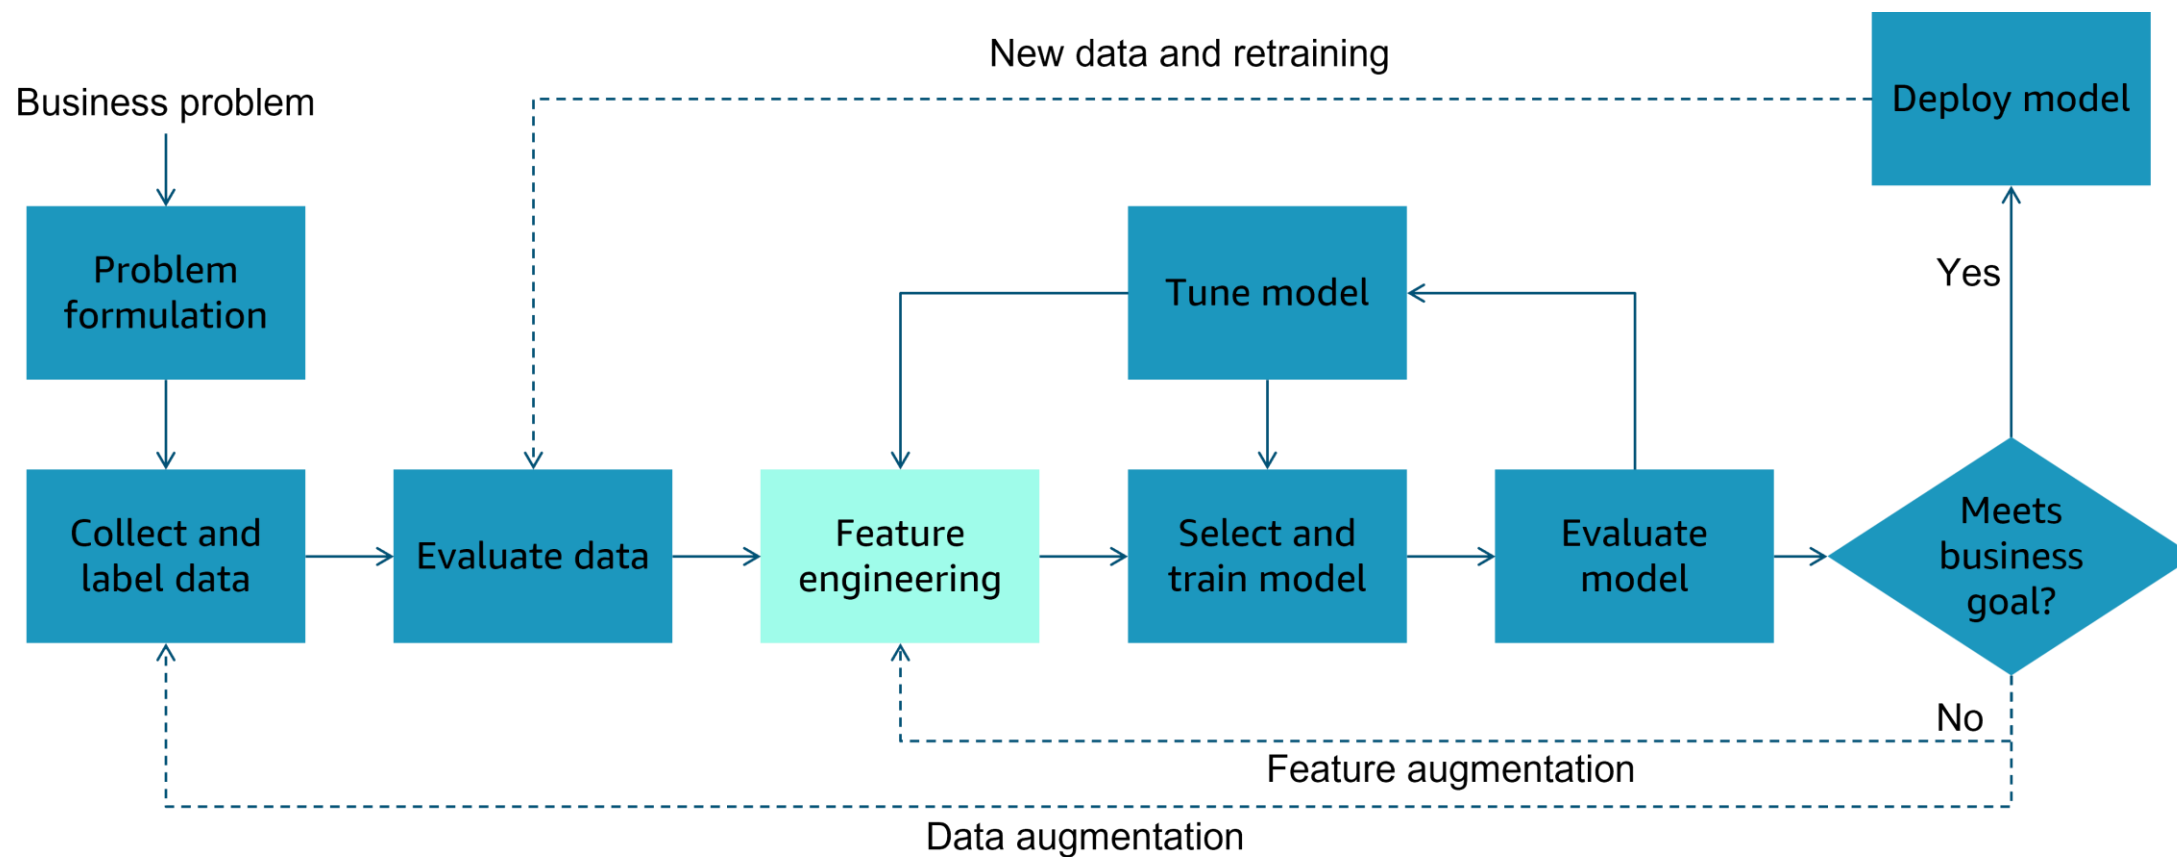 New data and retraining
Deploy model
Business problem
Problem
formulation
Tune model
Yes
Collect and
label data
Evaluate data
Feature
engineering
Select and
train model
Evaluate
model
Meets
business
goal?
No
Feature augmentation
Data augmentation